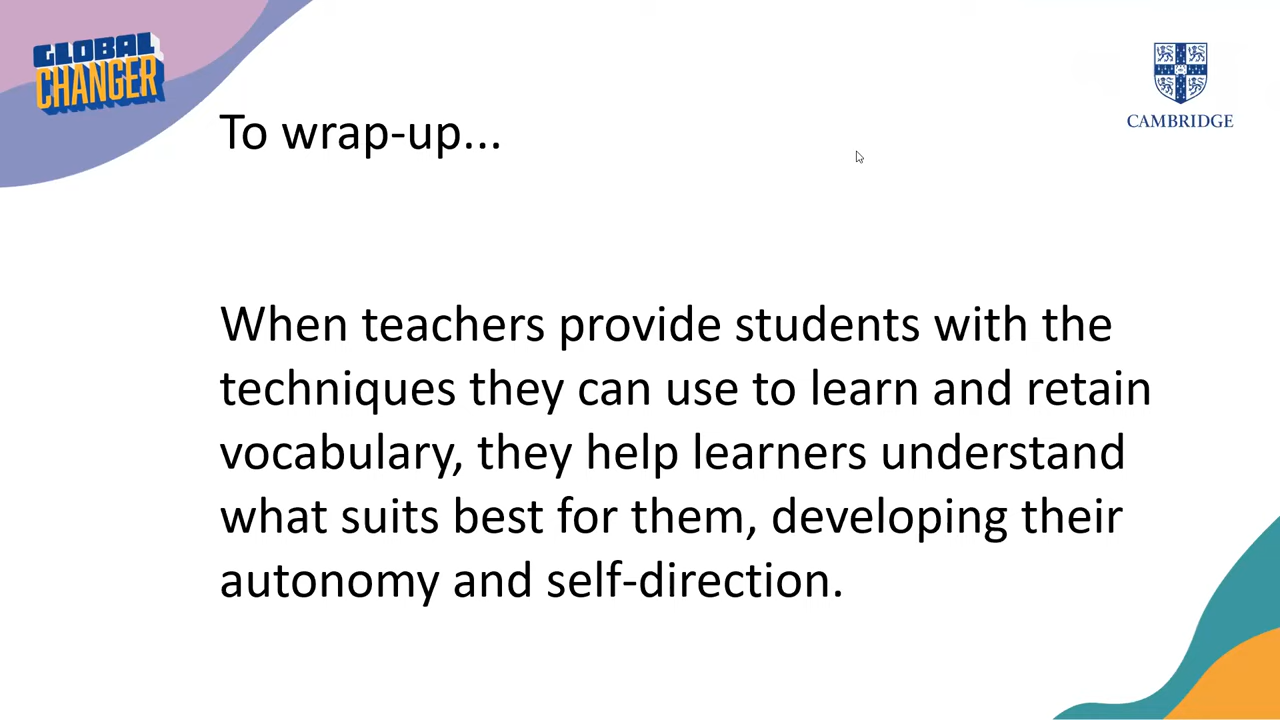 GLOBAL
CHANGER
CAMBRIDGE
To wrap-up...
When teachers provide students with the
techniques they can use to learn and retain
vocabulary, they help learners understand
what suits best for them, developing their
autonomy and self-direction.